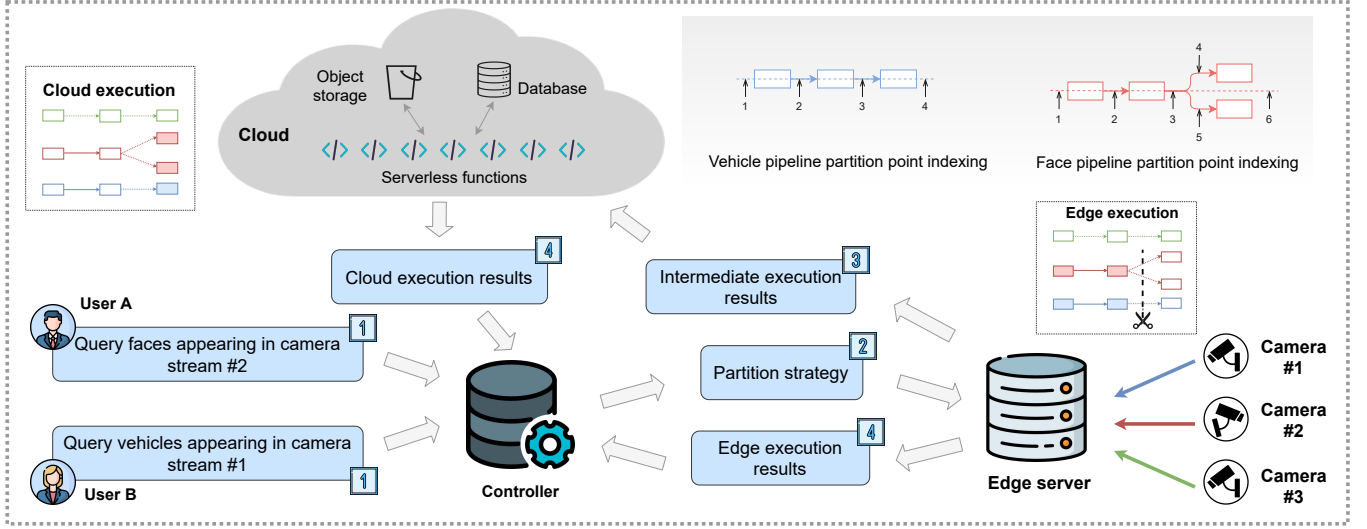 Cloud execution
Object
storage
Database
Cloud
</> </> </> </> </> </> </>
Serverless functions
1
2
3
4
Vehicle pipeline partition point indexing
1
2
3
4
5
6
Face pipeline partition point indexing
Edge execution
4
Cloud execution results
3
Intermediate execution
results
User A
1
Query faces appearing in camera
stream #2
2
Partition strategy
Query vehicles appearing in camera
stream #1
1
User B
4
Edge execution
results
Controller
Edge server
Camera
#1
Camera
#2
Camera
#3